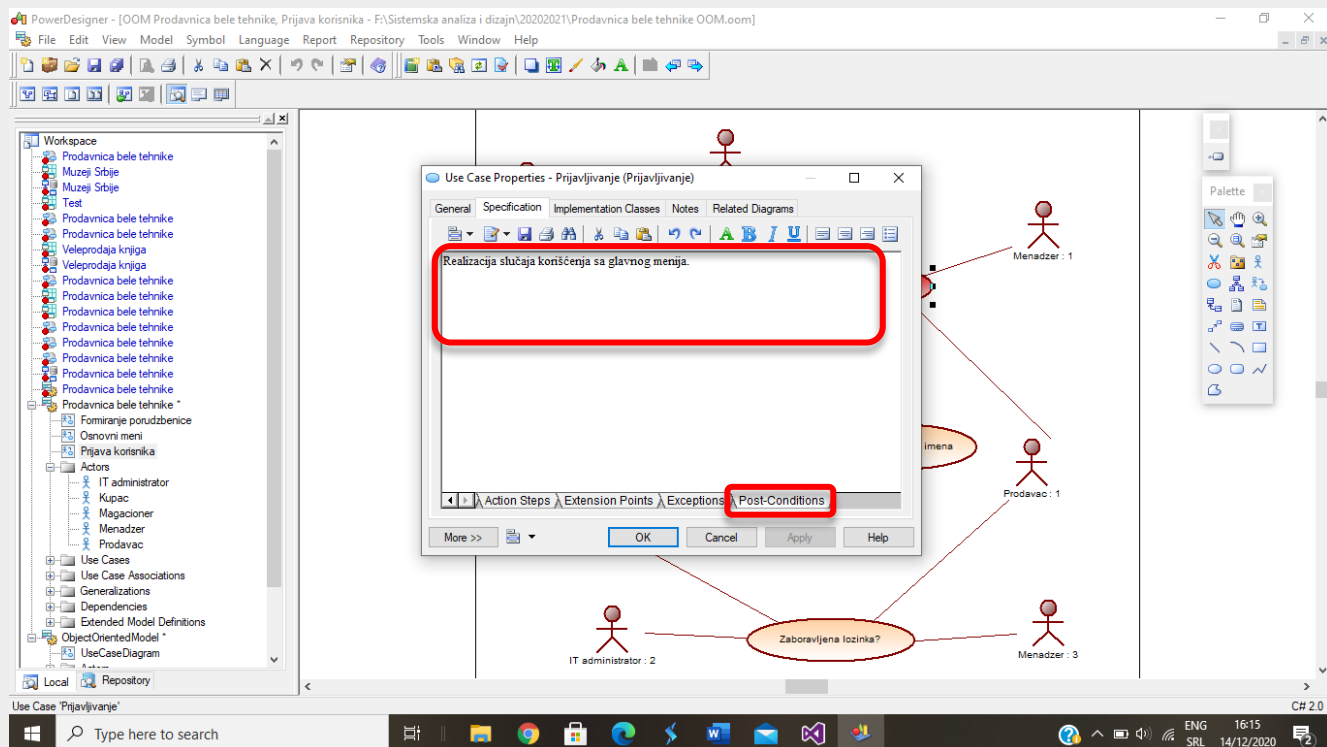 PowerDesigner - [OOM Prodavnica bele tehnike, Prijava korisnika - F:\Sistemska analiza i dizajn\20202021\Prodavnica bele tehnike OOM.oom]
File Edit View Model Symbol Language Report Repository Tools Window Help
Workspace
Prodavnica bele tehnike
Muzeji Srbije
Muzeji Srbije
Test
Prodavnica bele tehnike
Prodavnica bele tehnike
Veleprodaja knjiga
Veleprodaja knjiga
Prodavnica bele tehnike
Prodavnica bele tehnike
Prodavnica bele tehnike
Prodavnica bele tehnike
Prodavnica bele tehnike
Prodavnica bele tehnike
Prodavnica bele tehnike
Prodavnica bele tehnike
Prodavnica bele tehnike *
Formiranje porudzbenice
Osnovni meni
Prijava korisnika
Actors
IT administrator
Kupac
Magacioner
Menadzer
Prodavac
Use Cases
Use Case Associations
Generalizations
Dependencies
Extended Model Definitions
ObjectOrientedModel *
UseCaseDiagram
Local Repository
Use Case Properties - Prijavljivanje (Prijavljivanje)
General Specification Implementation Classes Notes Related Diagrams
A B I U
Realizacija slučaja korišćenja sa glavnog menija.
Action Steps Extension Points Exceptions Post-Conditions
More >> OK Cancel Apply Help
Menadzer : 1
imena
Prodavac : 1
Zaboravljena lozinka?
IT administrator : 2
Menadzer : 3
Palette
Use Case 'Prijavljivanje'
C# 2.0
Type here to search
ENG
SRL
16:15
14/12/2020
2